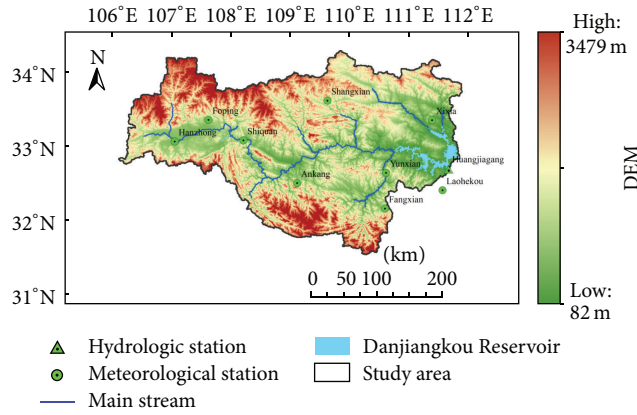 106°E 107°E 108°E 109°E 110°E 111°E 112°E
High:
3479 m
N
34°N
Shangxian
Foping
Xixia
Hanzhong
Shiquan
33°N
Huangjiagang
Yunxian
Ankang
Laohekou
DEM
Fangxian
32°N
(km)
0 50 100 200
31°N
Low:
82 m
Hydrologic station
Danjiangkou Reservoir
Meteorological station
Study area
Main stream